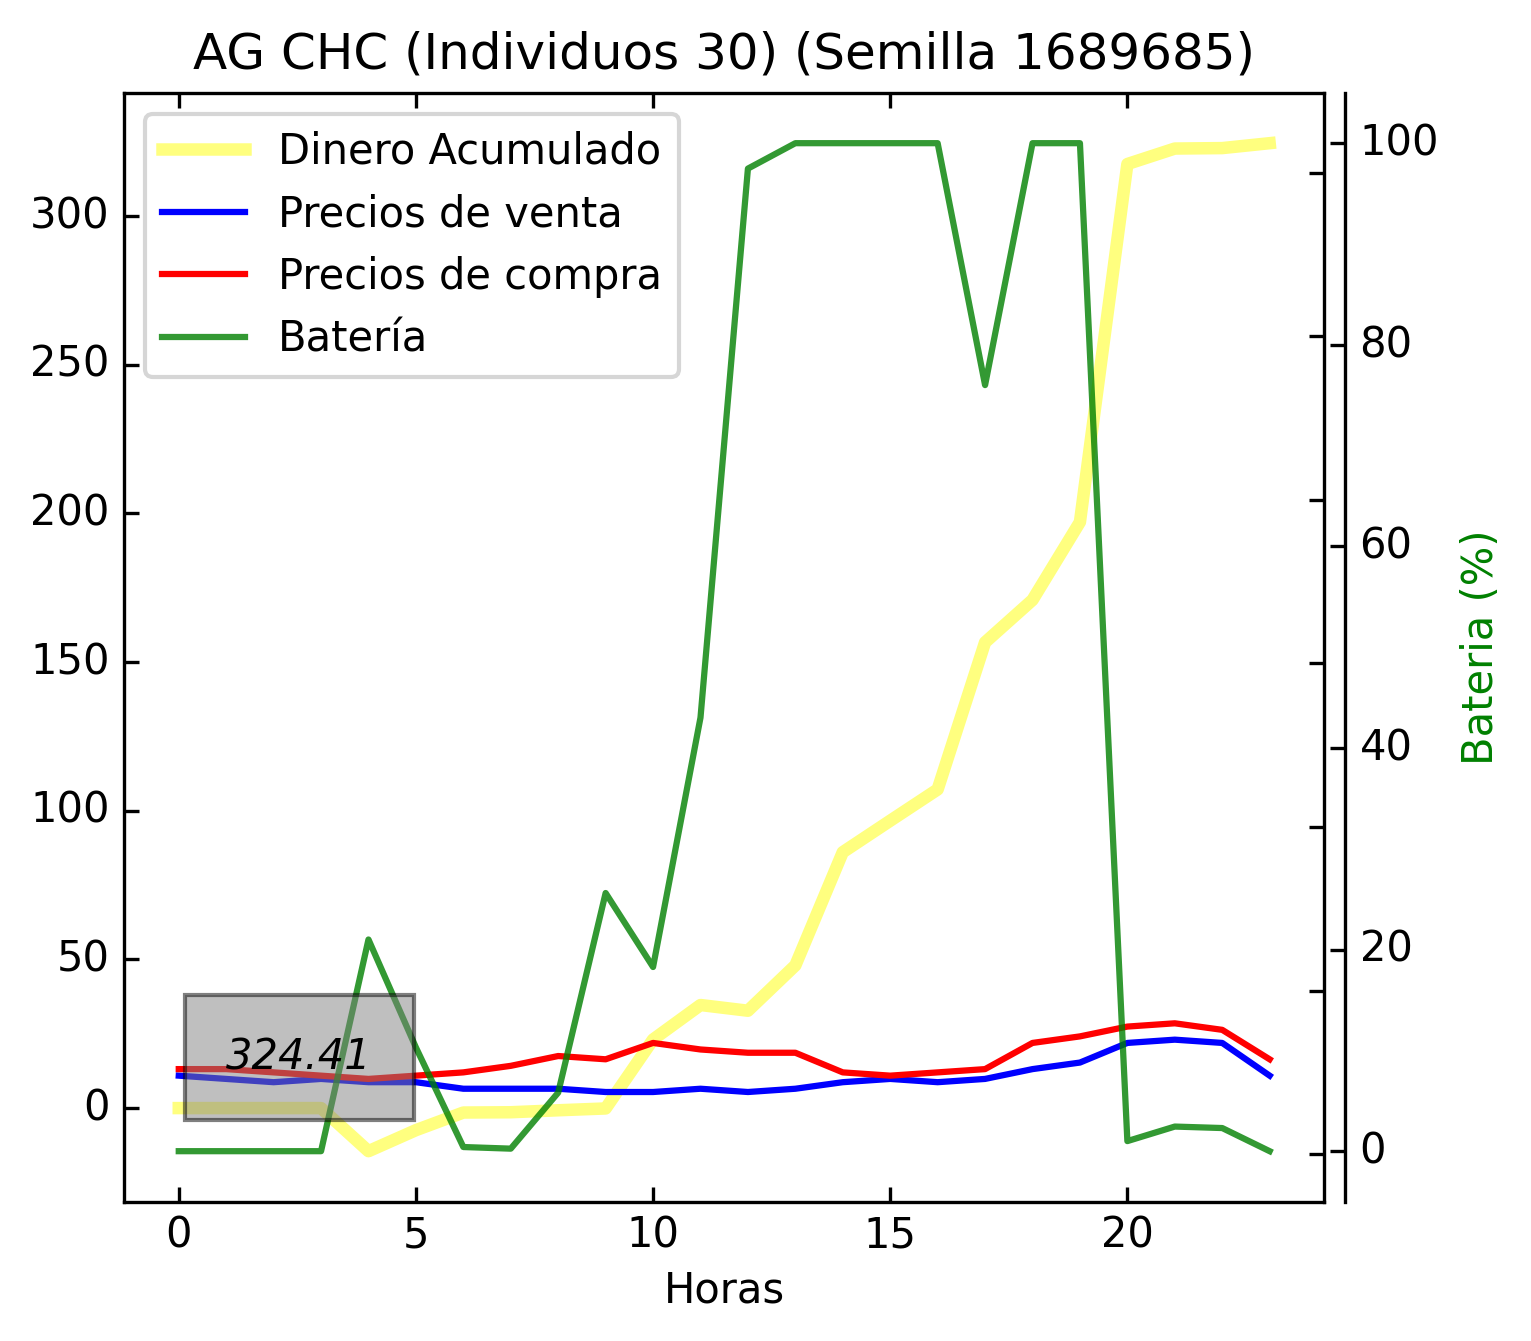 AG CHC (Individuos 30) (Semilla 1689685)
Dinero Acumulado
Precios de venta
Precios de compra
Batería
300
250
200
150
100
50
0
324.41
100
80
60
40
20
0
Bateria (%)
0 5 10 15 20
Horas